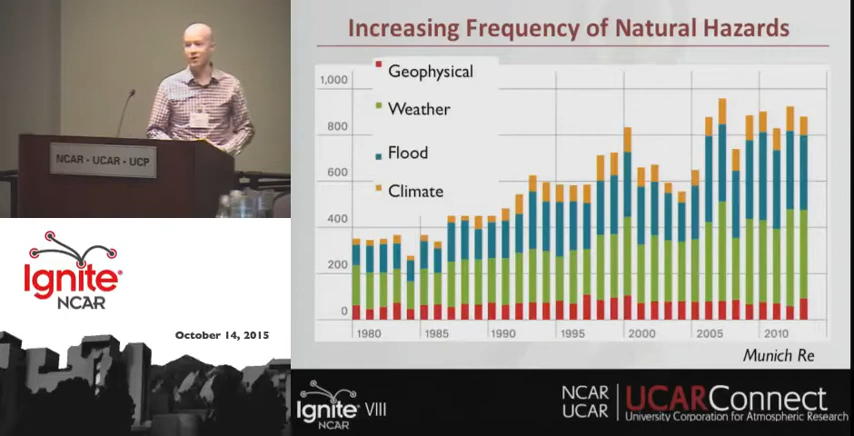 NCAR - UCAR - UCP
Ignite®
NCAR
October 14, 2015
Increasing Frequency of Natural Hazards
1,000
800
600
400
200
0
Geophysical
Weather
Flood
Climate
1980 1985 1990 1995 2000 2005 2010
Munich Re
Ignite® VIII
NCAR
NCAR
UCAR
UCARConnect
University Corporation for Atmospheric Research